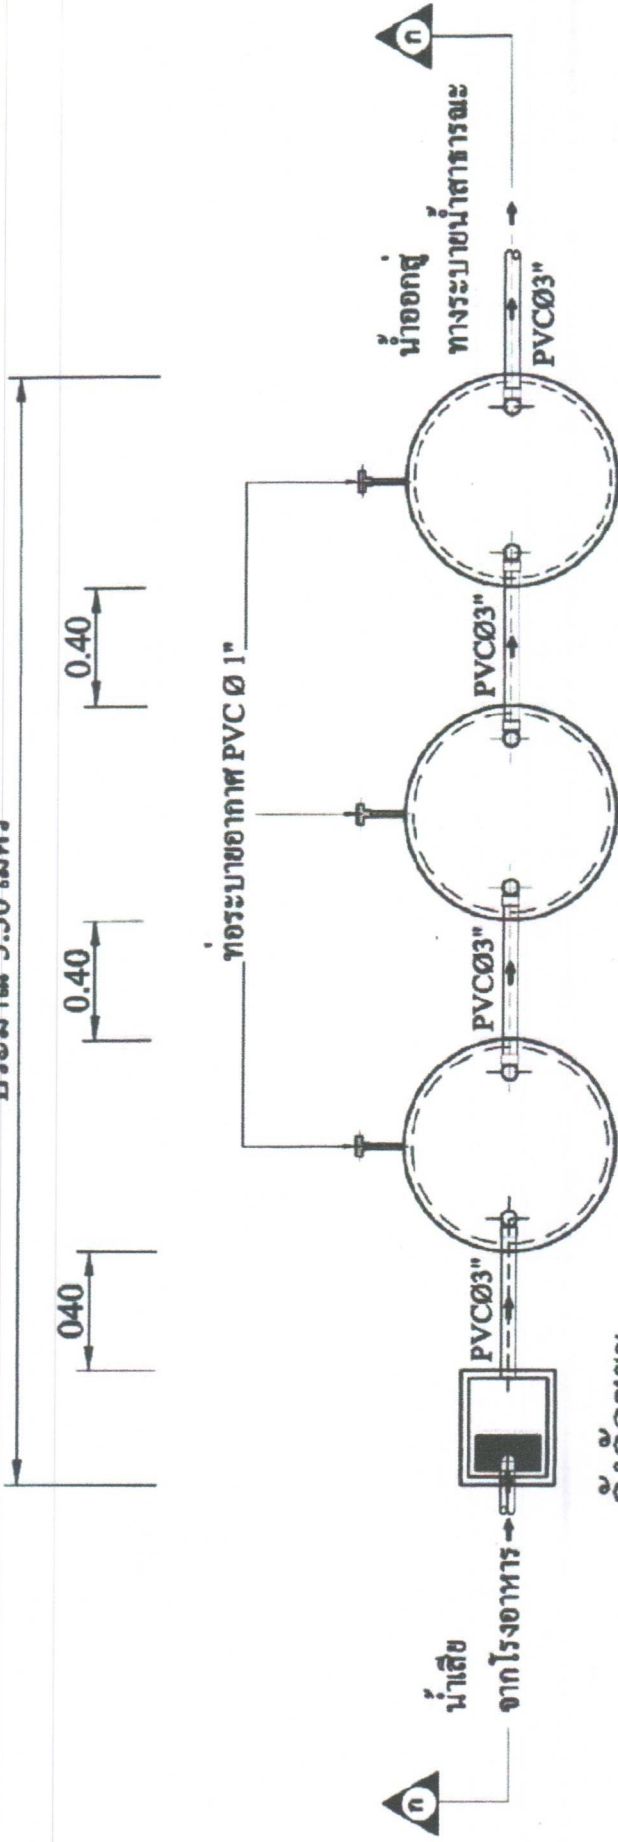 0.40
0.40
040
ท่อระบายอากาศ PVC Ø 1"
น้ำเสีย
จากโรงอาหาร
PVCØ3"
PVCØ3"
PVCØ3"
PVCØ3"
น้ำออกสู่
ทางระบายน้ำสาธารณะ
ก
ก